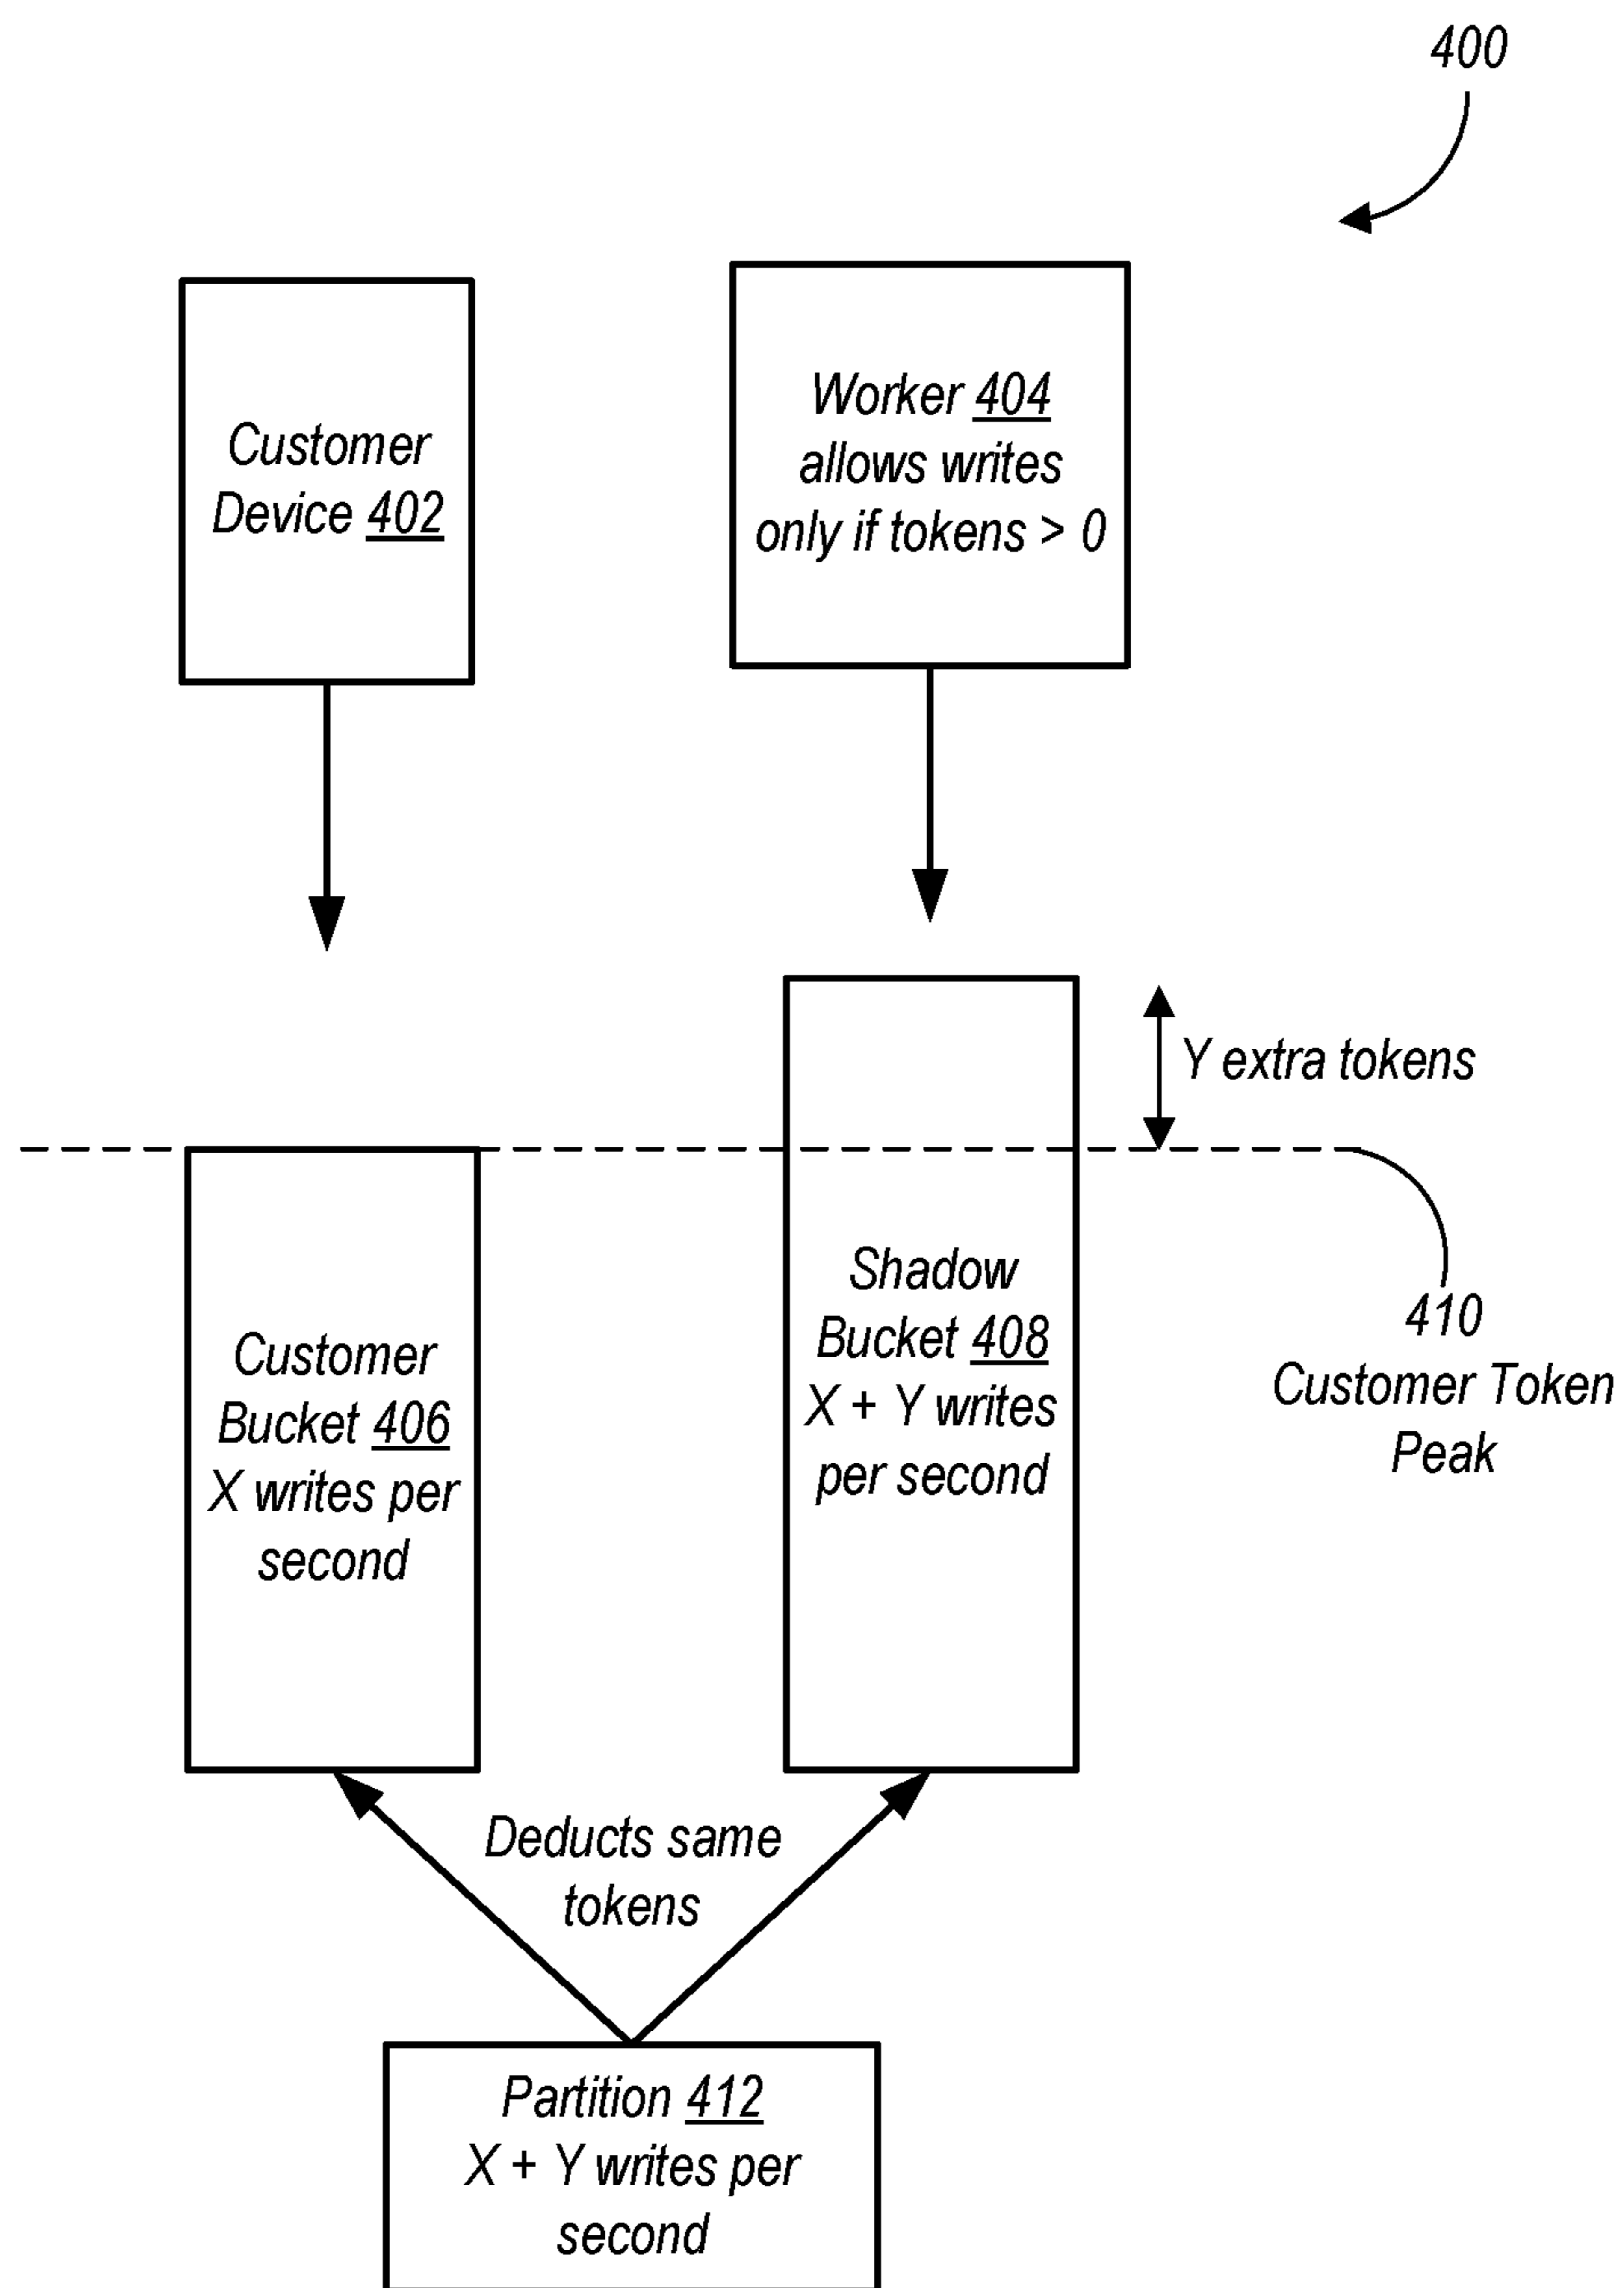 400
Customer
Device 402
Worker 404
allows writes
only if tokens > 0
Y extra tokens
Customer
Bucket 406
X writes per
second
Shadow
Bucket 408
X + Y writes
per second
410
Customer Token
Peak
Deducts same
tokens
Partition 412
X + Y writes per
second